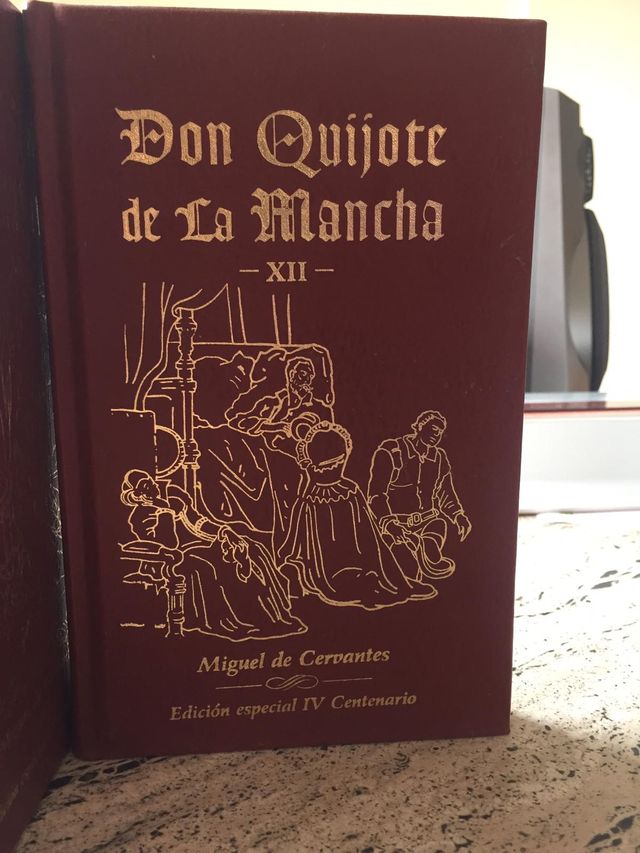 Don Quijote
de La Mancha
— XII —
Miguel de Cervantes
Edición especial IV Centenario